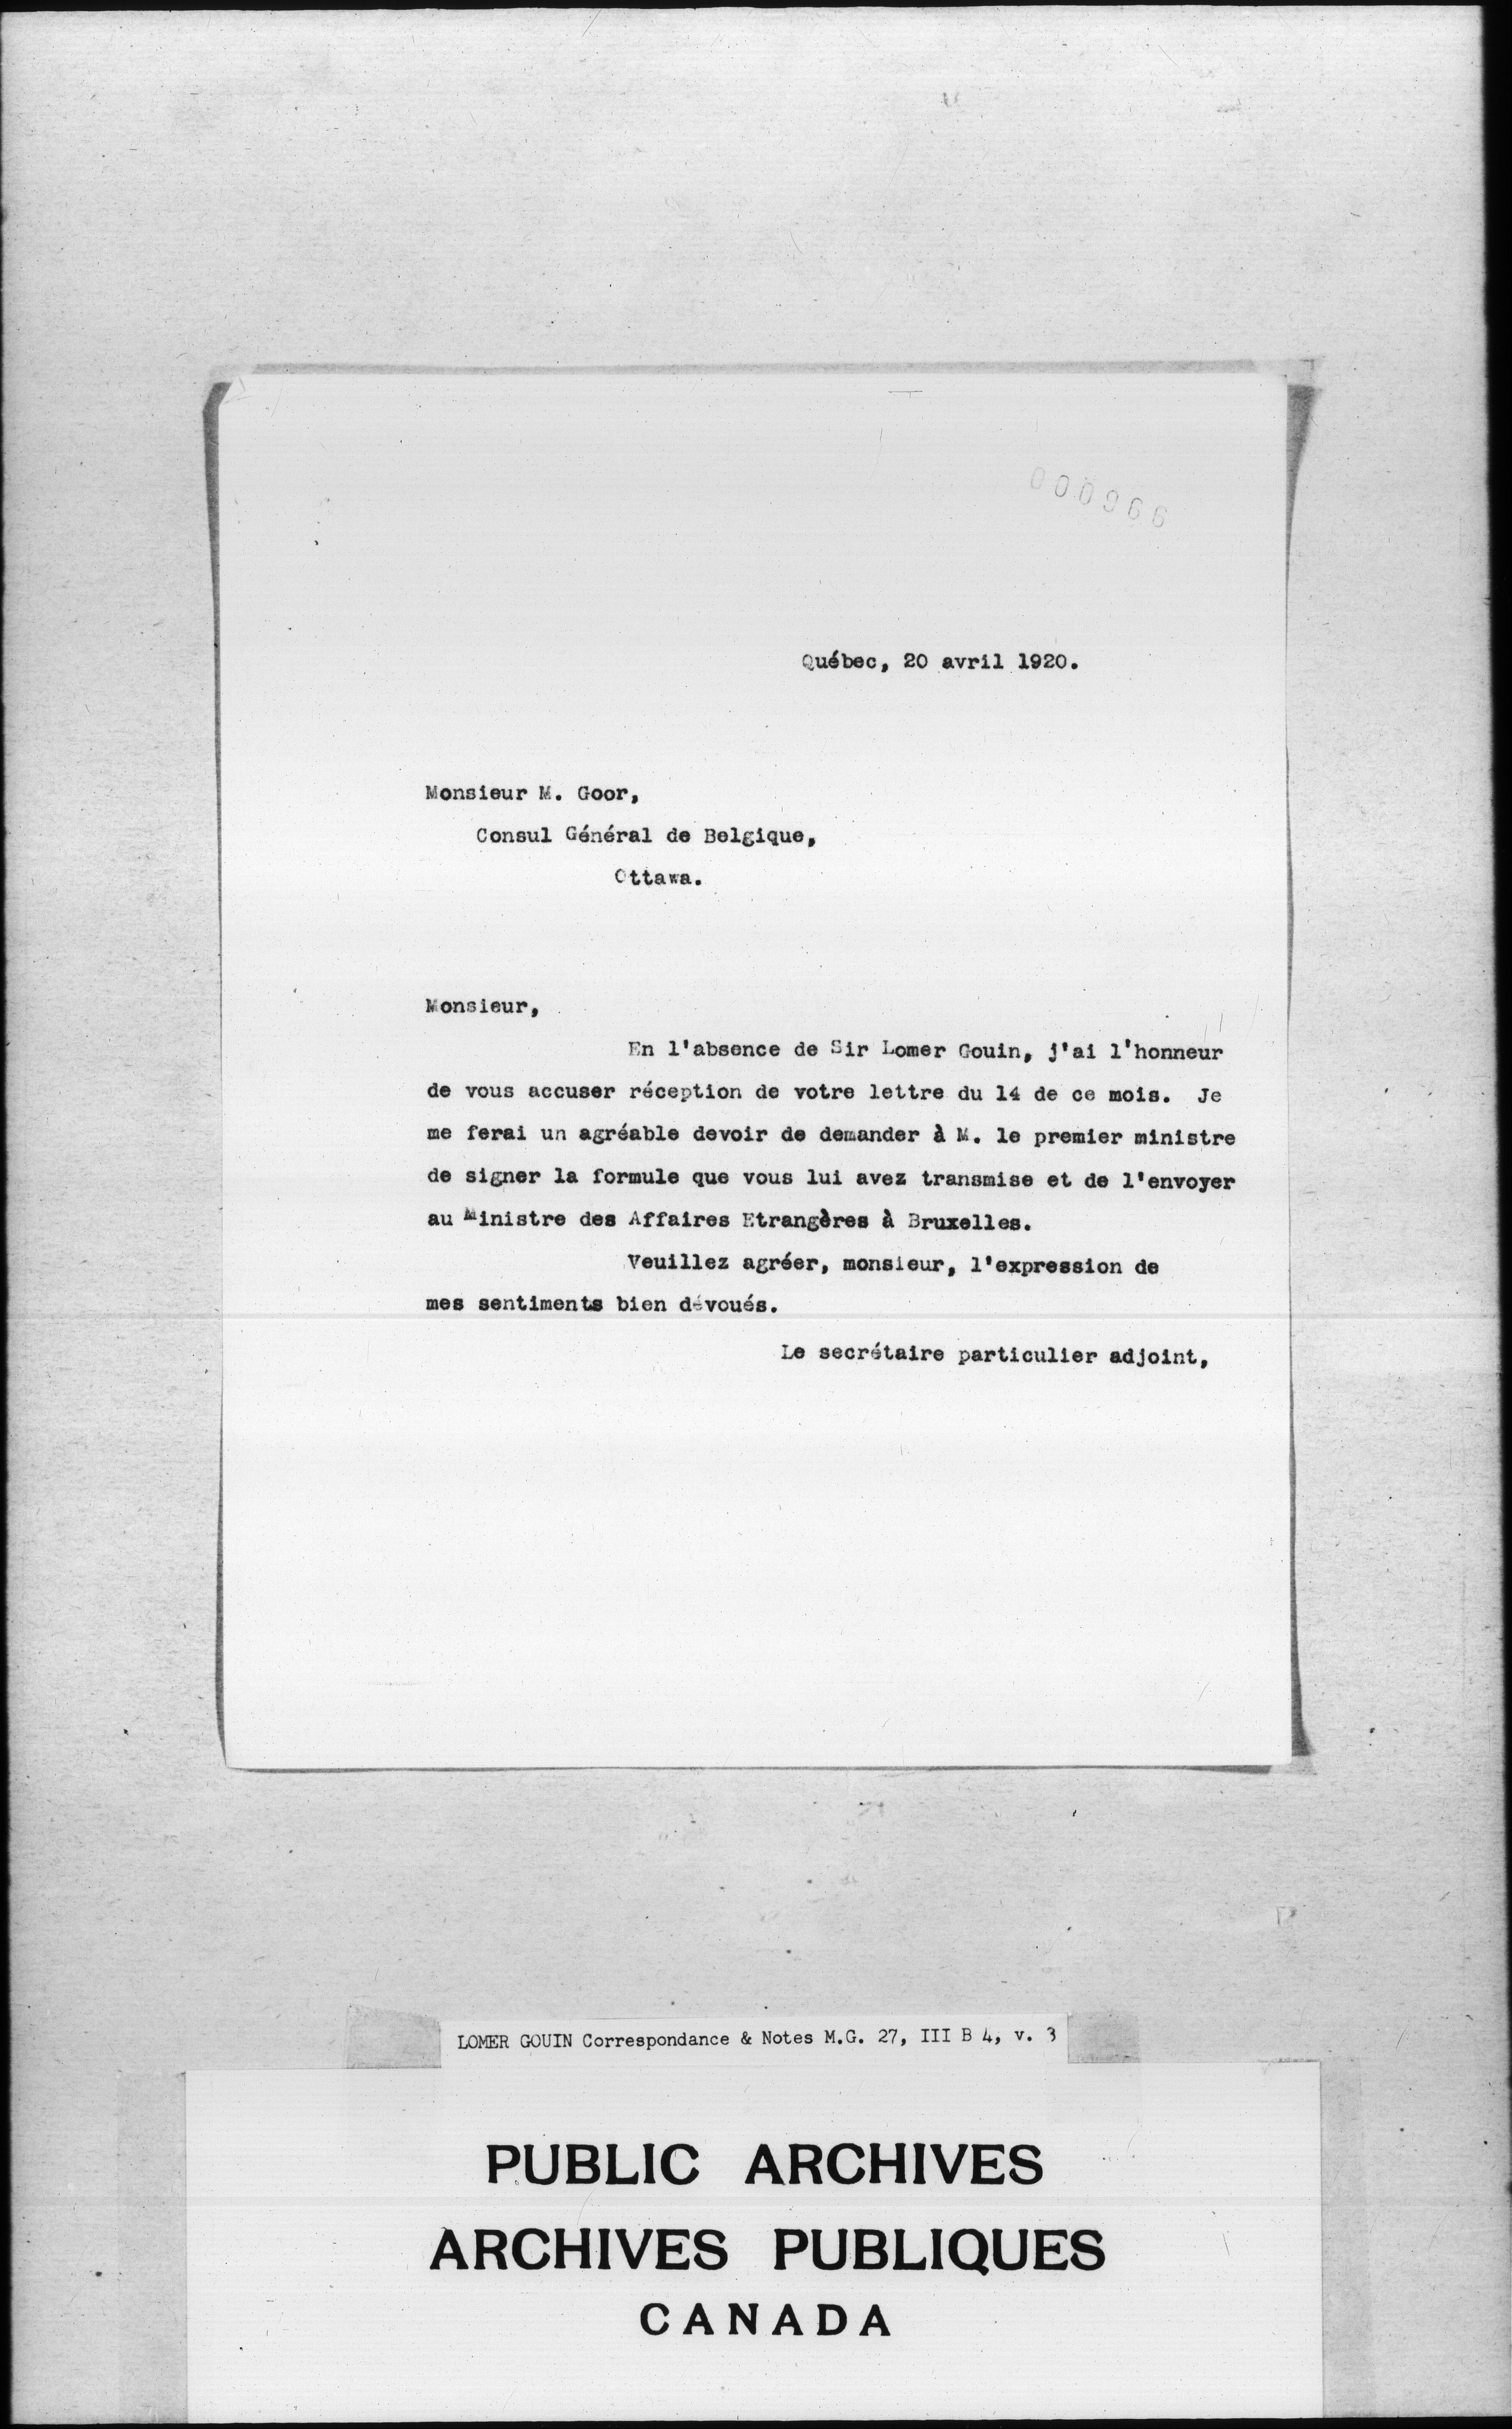 000966
Québec, 20 avril 1920.
Monsieur M. Goor,
Consul Général de Belgique,
Ottawa.
Monsieur,
En l'absence de Sir Lomer Gouin, j'ai l'honneur
de vous accuser réception de votre lettre du 14 de ce mois. Je
me ferai un agréable devoir de demander à M. le premier ministre
de signer la formule que vous lui avez transmise et de l'envoyer
au Ministre des Affaires Etrangères à Bruxelles.
Veuillez agréer, monsieur, l'expression de
mes sentiments bien dévoués.
Le secrétaire particulier adjoint,
LOMER GOUIN Correspondance & Notes M.G. 27, III B 4, v. 3
PUBLIC ARCHIVES
ARCHIVES PUBLIQUES
CANADA